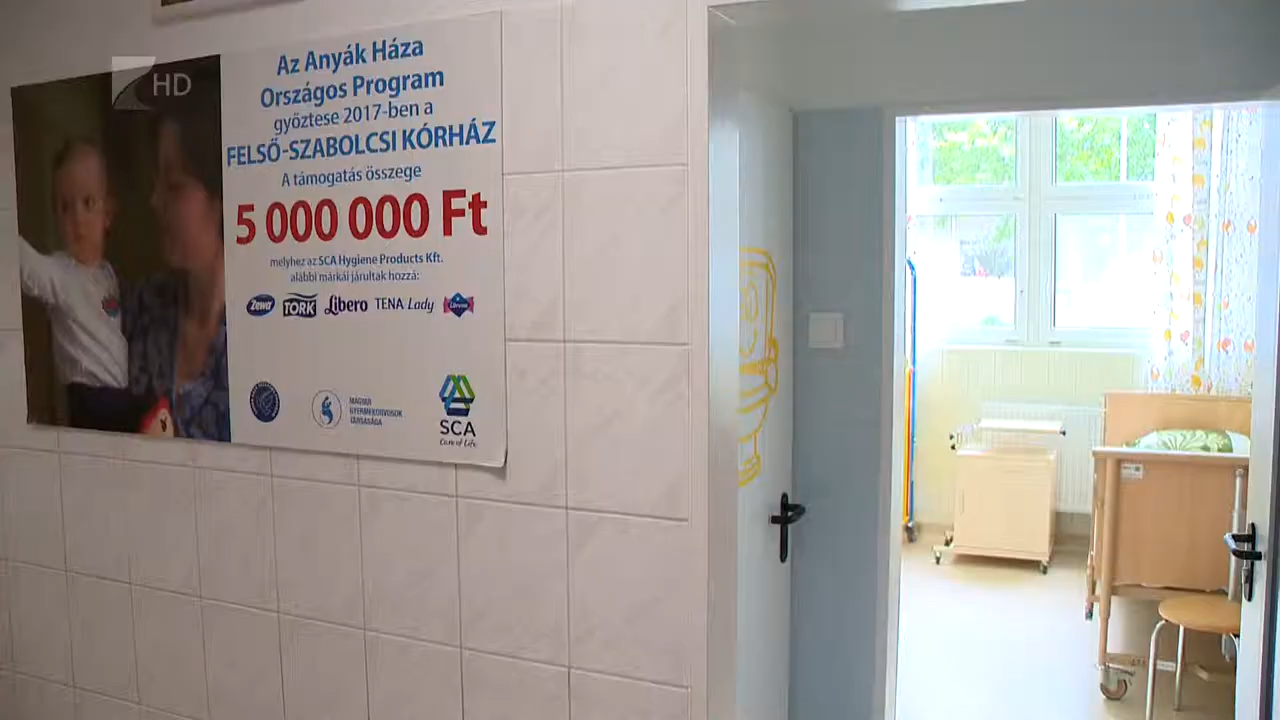 HD
Az Anyák Háza
Országos Program
győztese 2017-ben a
FELSŐ-SZABOLCSI KÓRHÁZ
A támogatás összege
5 000 000 Ft
melyhez az SCA Hygiene Products Kft.
alábbi márkái járultak hozzá:
Zewa TORK Libero TENA Lady Libresse
MAGYAR
GYERMEKORVOSOK
TÁRSASÁGA
SCA
Care of Life